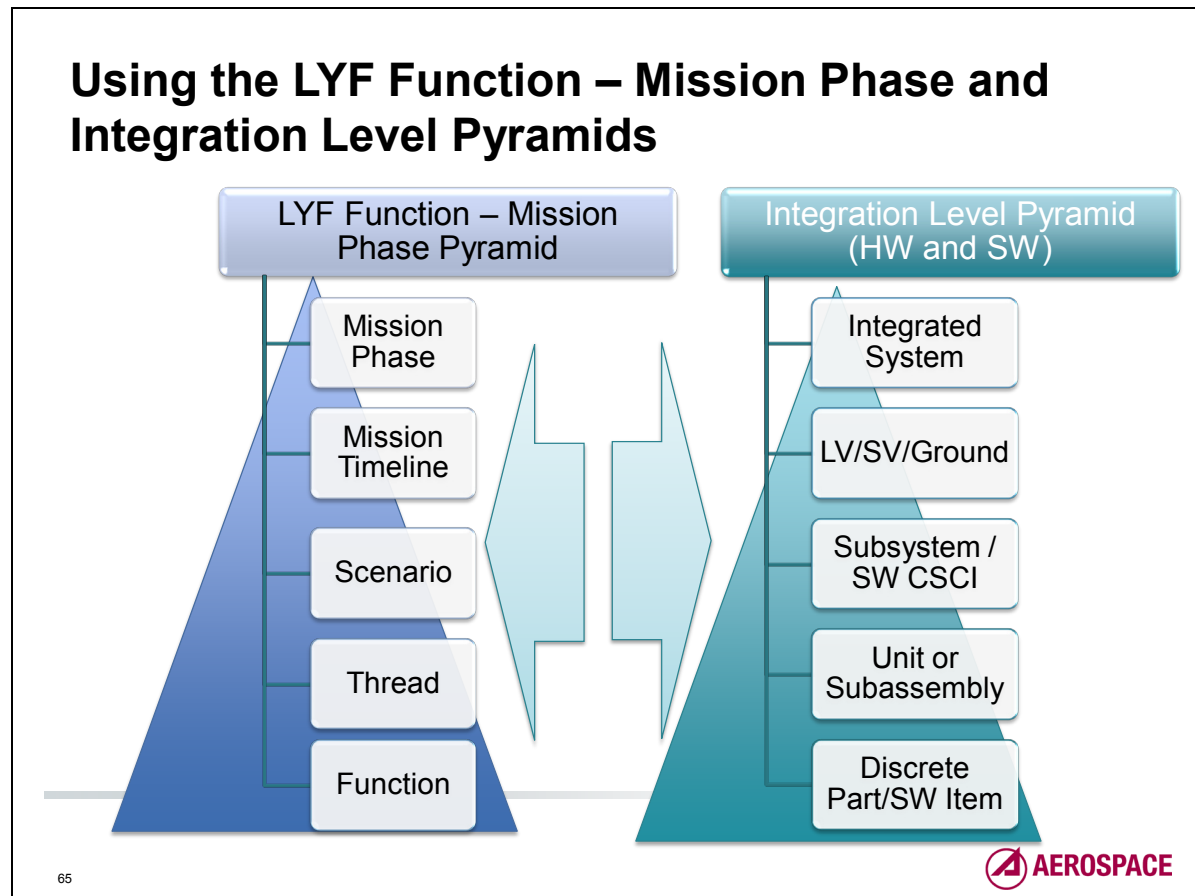 Using the LYF Function – Mission Phase and
Integration Level Pyramids
LYF Function – Mission
Phase Pyramid
Mission
Phase
Mission
Timeline
Scenario
Thread
Function
Integration Level Pyramid
(HW and SW)
Integrated
System
LV/SV/Ground
Subsystem /
SW CSCI
Unit or
Subassembly
Discrete
Part/SW Item
65
AEROSPACE